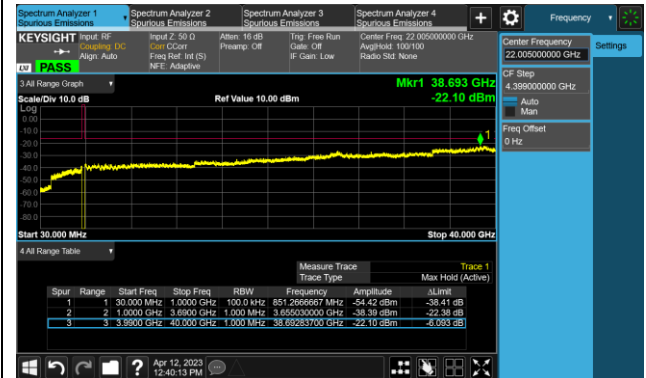 Spectrum Analyzer 1
Spurious Emissions
Spectrum Analyzer 2
Spurious Emissions
Spectrum Analyzer 3
Spurious Emissions
Spectrum Analyzer 4
Spurious Emissions
+
Frequency
KEYSIGHT
Input: RF
Coupling: DC
Align: Auto
Input Z: 50 Ω
Corr CCorr
Freq Ref: Int (S)
NFE: Adaptive
Atten: 16 dB
Preamp: Off
Trig: Free Run
Gate: Off
IF Gain: Low
Center Freq: 22.005000000 GHz
Avg|Hold: 100/100
Radio Std: None
LXI
PASS
Center Frequency
22.005000000 GHz
Settings
CF Step
4.399000000 GHz
Auto
Man
Freq Offset
0 Hz
3 All Range Graph
Mkr1 38.693 GHz
Scale/Div 10.0 dB
Ref Value 10.00 dBm
-22.10 dBm
Log
0.00
-10.0
-20.0
-30.0
-40.0
-50.0
-60.0
-70.0
-80.0
1
Start 30.000 MHz
Stop 40.000 GHz
4 All Range Table
Measure Trace
Trace 1
Trace Type
Max Hold (Active)
Spur Range Start Freq Stop Freq RBW Frequency Amplitude ΔLimit
1 1 30.000 MHz 1.0000 GHz 100.0 kHz 851.2666667 MHz -54.42 dBm -38.41 dB
2 2 1.0000 GHz 3.6900 GHz 1.000 MHz 3.655030000 GHz -38.39 dBm -22.38 dB
3 3 3.9900 GHz 40.000 GHz 1.000 MHz 38.69283700 GHz -22.10 dBm -6.093 dB
?
Apr 12, 2023
12:40:13 PM